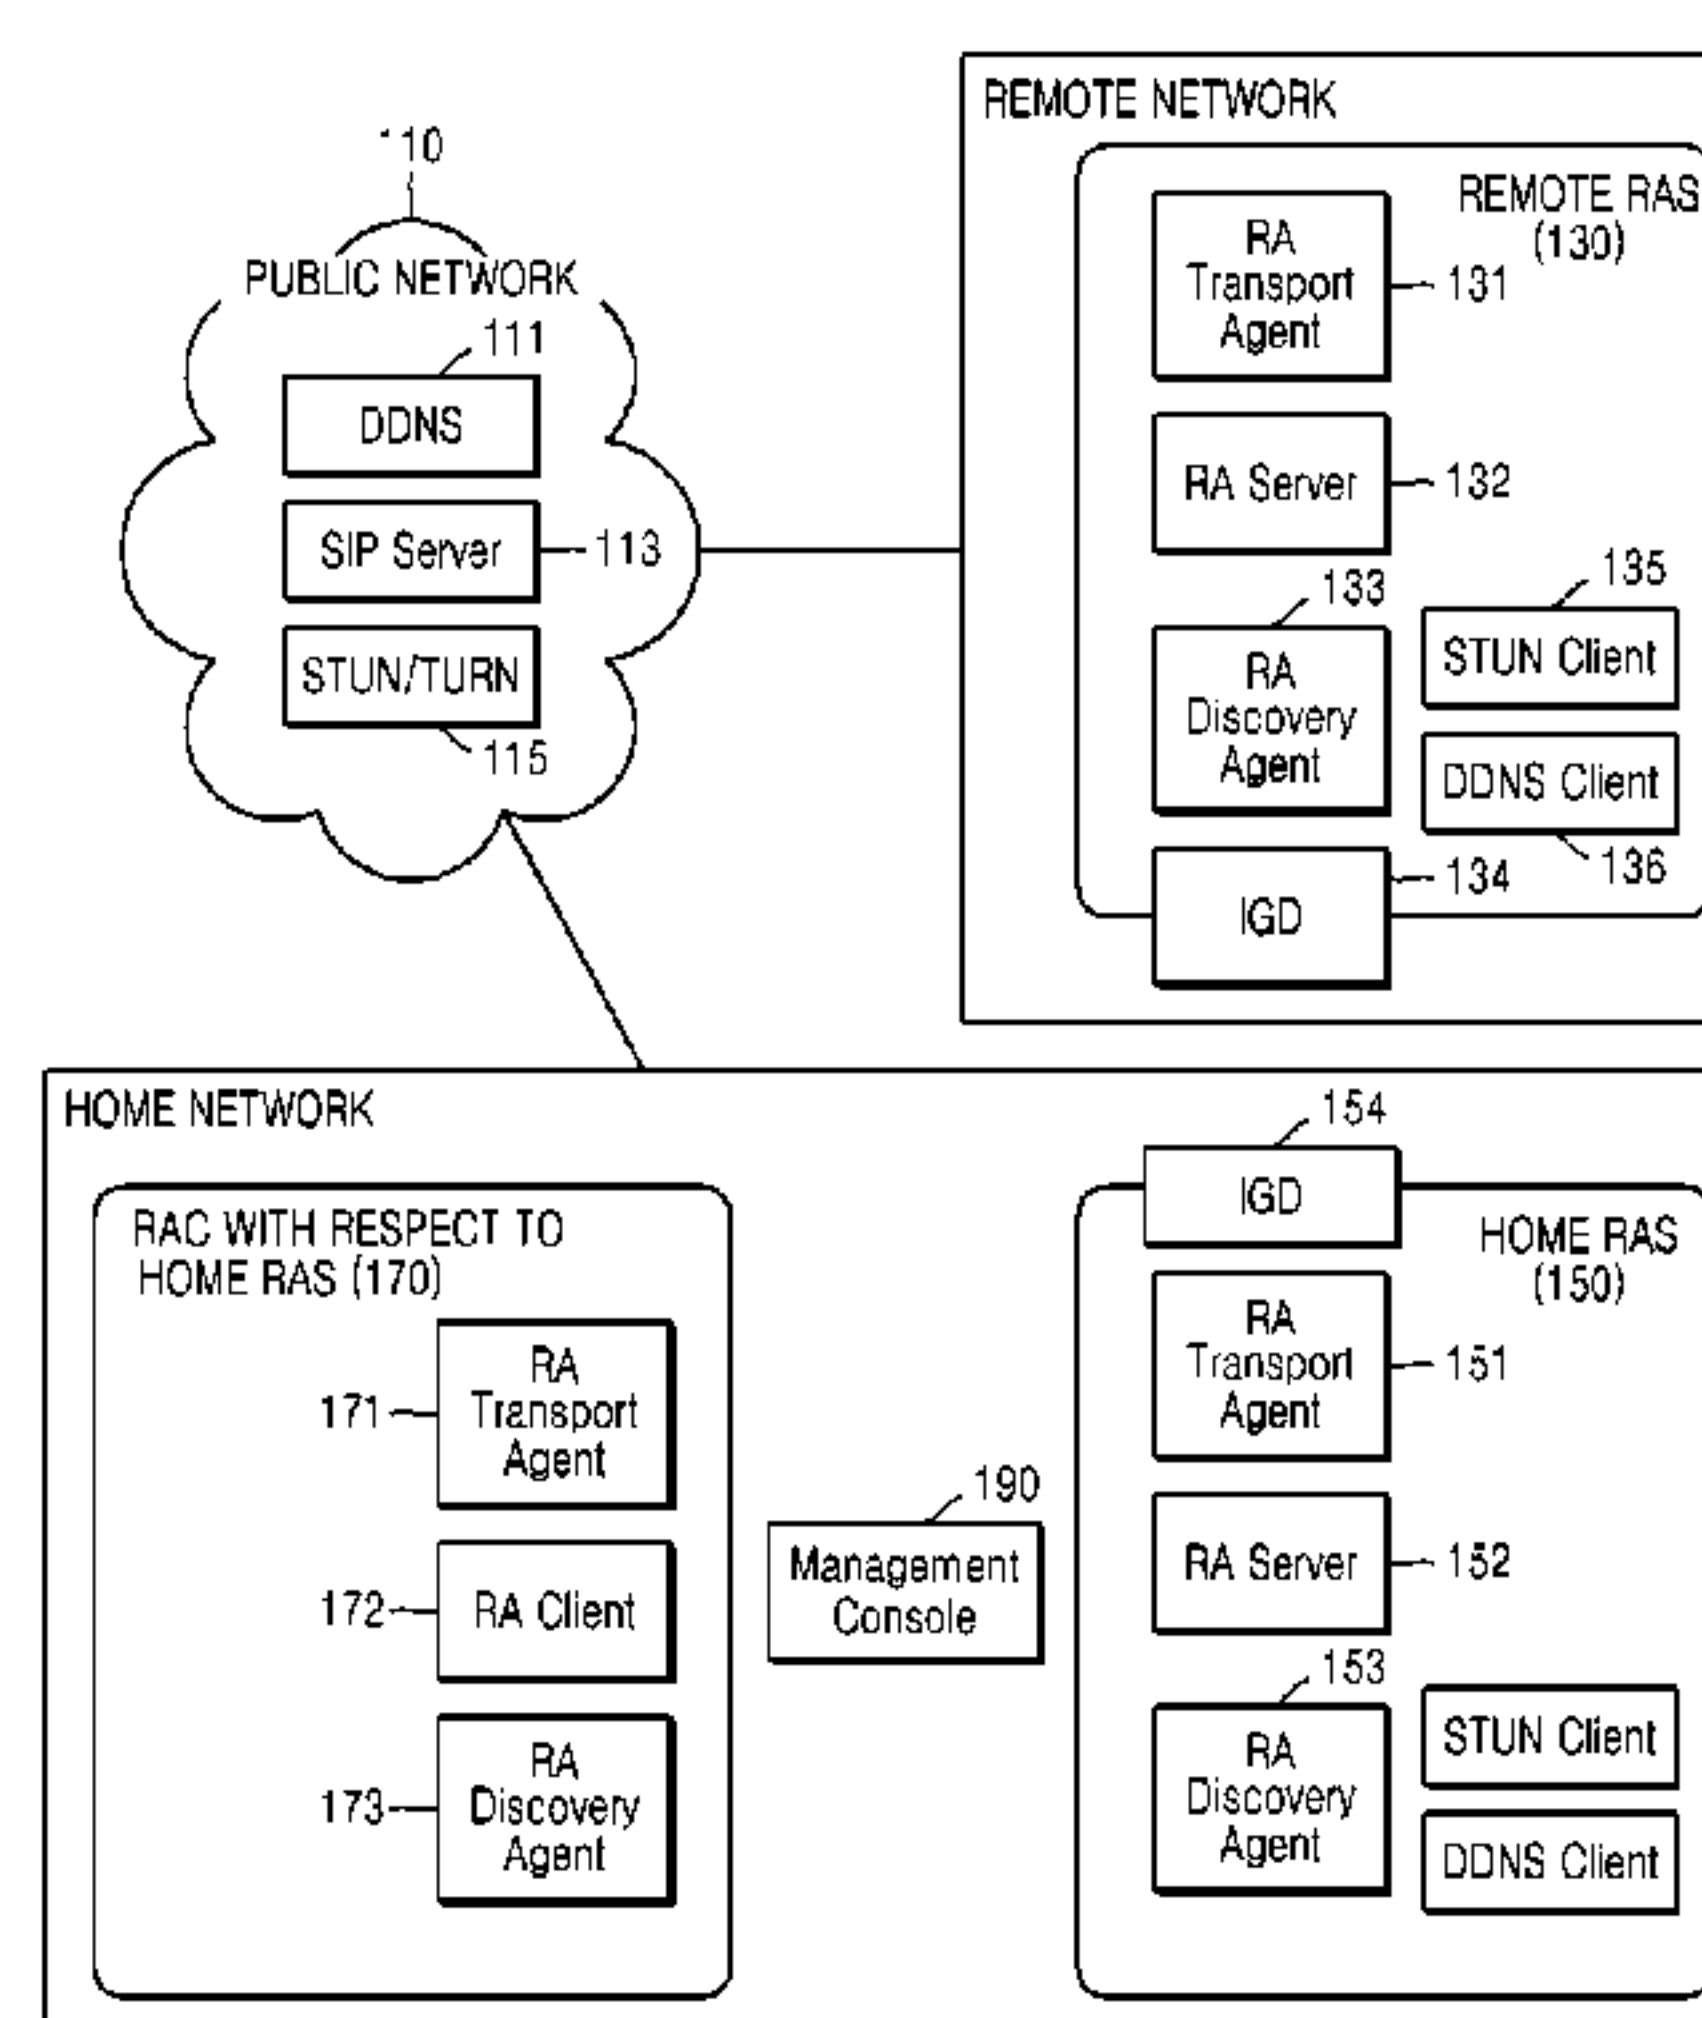 110
PUBLIC NETWORK
111
DDNS
SIP Server
113
STUN/TURN
115
REMOTE NETWORK
REMOTE RAS
(130)
RA
Transport
Agent
131
RA Server
132
133
RA
Discovery
Agent
135
STUN Client
DDNS Client
136
134
IGD
HOME NETWORK
RAC WITH RESPECT TO
HOME RAS (170)
171
RA
Transport
Agent
172
RA Client
173
RA
Discovery
Agent
190
Management
Console
154
IGD
HOME RAS
(150)
RA
Transport
Agent
151
RA Server
152
153
RA
Discovery
Agent
STUN Client
DDNS Client